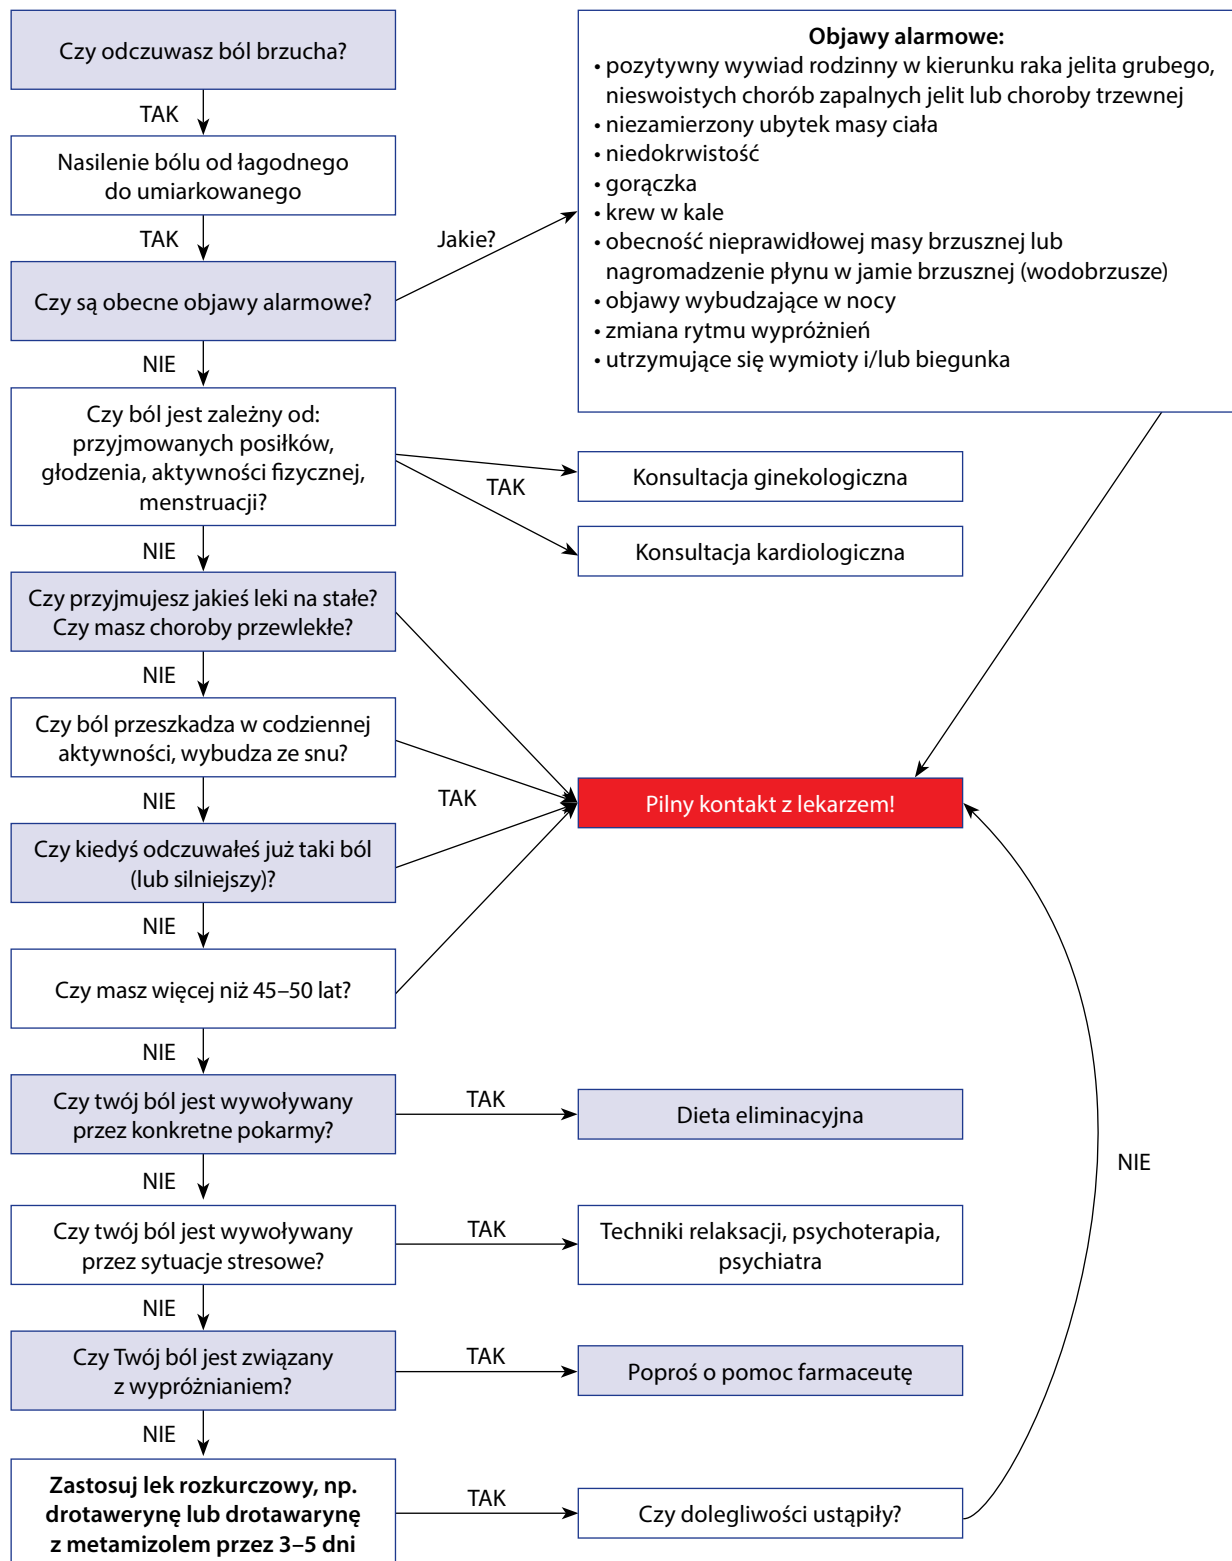 Czy odczuwasz ból brzucha?
TAK
Nasilenie bólu od łagodnego
do umiarkowanego
TAK
Czy są obecne objawy alarmowe?
Jakie?
Objawy alarmowe:
• pozytywny wywiad rodzinny w kierunku raka jelita grubego,
nieswoistych chorób zapalnych jelit lub choroby trzewnej
• niezamierzony ubytek masy ciała
• niedokrwistość
• gorączka
• krew w kale
• obecność nieprawidłowej masy brzusznej lub
nagromadzenie płynu w jamie brzusznej (wodobrzusze)
• objawy wybudzające w nocy
• zmiana rytmu wypróżnień
• utrzymujące się wymioty i/lub biegunka
NIE
Czy ból jest zależny od:
przyjmowanych posiłków,
głodzenia, aktywności fizycznej,
menstruacji?
TAK
Konsultacja ginekologiczna
Konsultacja kardiologiczna
NIE
Czy przyjmujesz jakieś leki na stałe?
Czy masz choroby przewlekłe?
NIE
Czy ból przeszkadza w codziennej
aktywności, wybudza ze snu?
NIE
TAK
Pilny kontakt z lekarzem!
Czy kiedyś odczuwałeś już taki ból
(lub silniejszy)?
NIE
Czy masz więcej niż 45–50 lat?
NIE
Czy twój ból jest wywoływany
przez konkretne pokarmy?
TAK
Dieta eliminacyjna
NIE
NIE
Czy twój ból jest wywoływany
przez sytuacje stresowe?
TAK
Techniki relaksacji, psychoterapia,
psychiatra
NIE
Czy Twój ból jest związany
z wypróżnianiem?
TAK
Poproś o pomoc farmaceutę
NIE
Zastosuj lek rozkurczowy, np.
drotawerynę lub drotawarynę
z metamizolem przez 3–5 dni
TAK
Czy dolegliwości ustąpiły?